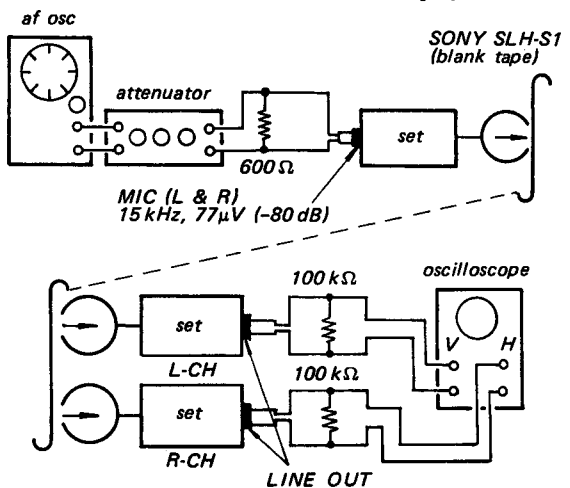 af osc
attenuator
600 Ω
MIC (L & R)
15 kHz, 77μV (–80 dB)
set
SONY SLH-S1
(blank tape)
set
L-CH
100 kΩ
set
R-CH
100 kΩ
LINE OUT
oscilloscope
V
H